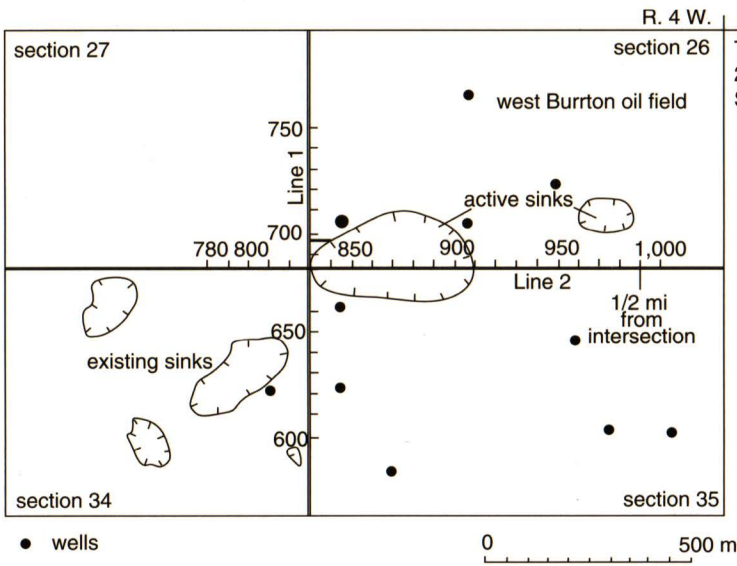 R. 4 W.
section 27
section 26
T
2
S
west Burrton oil field
750
Line 1
active sinks
700
780 800
850
900
950
1,000
Line 2
1/2 mi
from
intersection
650
existing sinks
600
section 34
section 35
wells
0
500 m